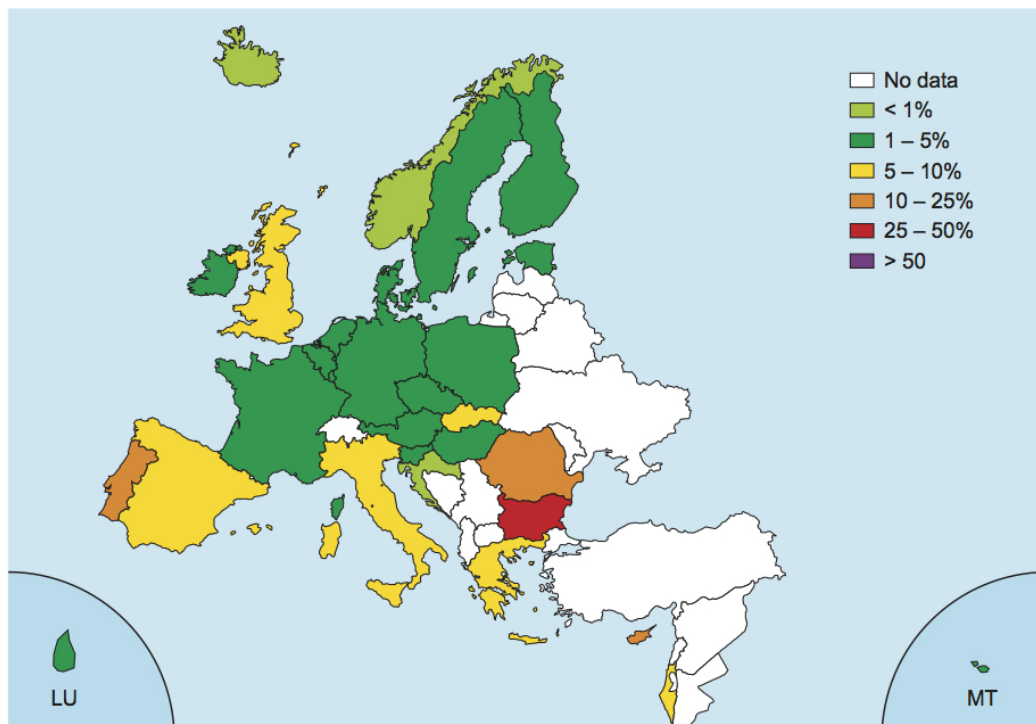 No data
< 1%
1 – 5%
5 – 10%
10 – 25%
25 – 50%
> 50
LU
MT